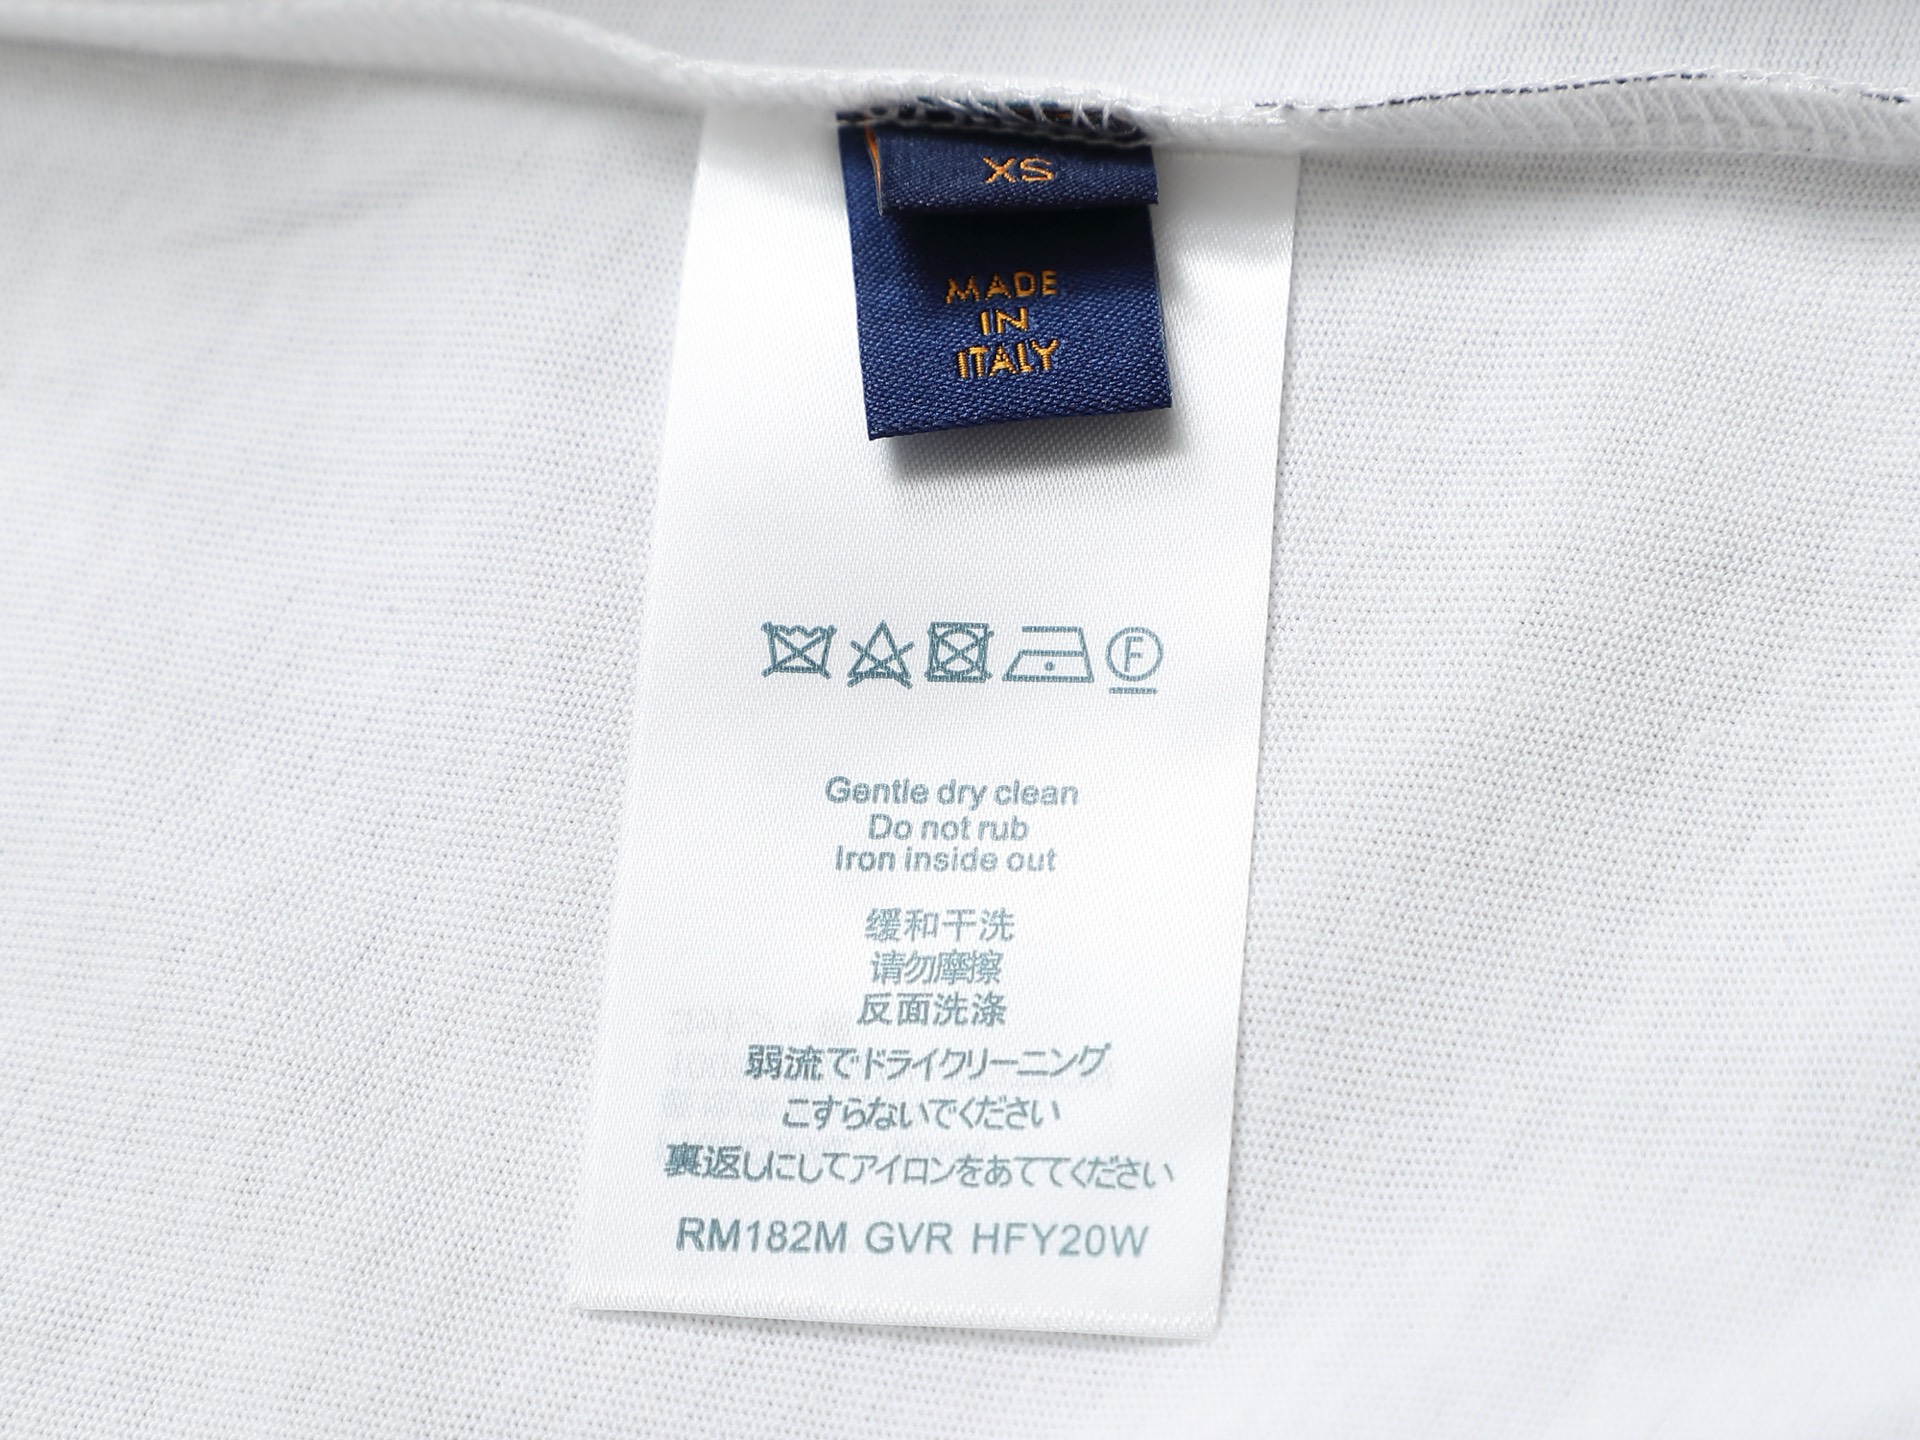 XS
MADE
IN
ITALY
F
Gentle dry clean
Do not rub
Iron inside out
缓和干洗
请勿摩擦
反面洗涤
弱流でドライクリーニング
こすらないでください
裏返しにしてアイロンをあててください
RM182M GVR HFY20W